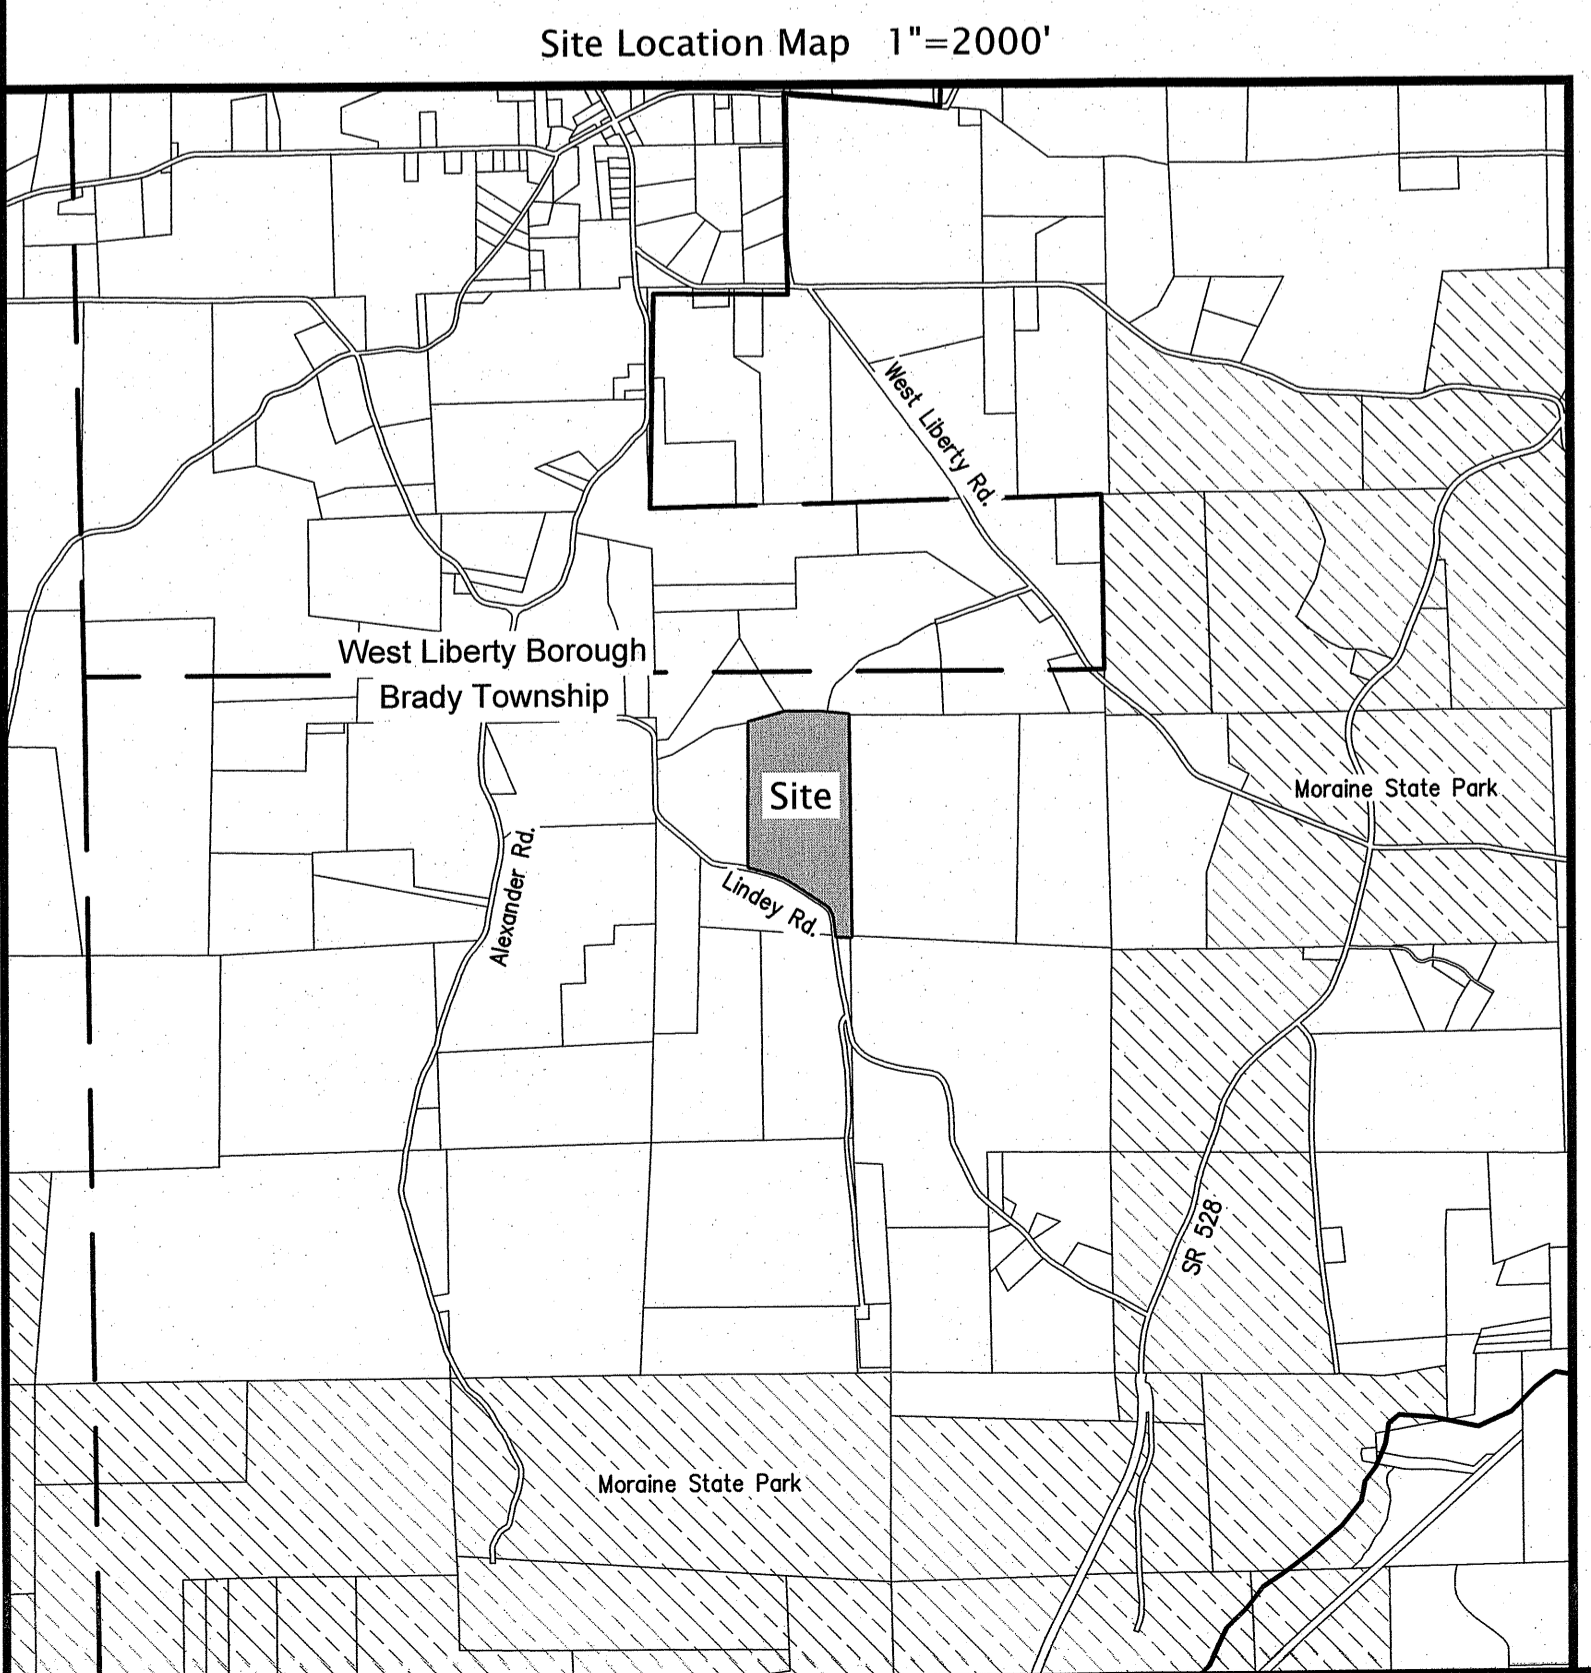 Site Location Map 1"=2000'
West Liberty Rd.
West Liberty Borough
Brady Township
Site
Moraine State Park
Alexander Rd.
Lindey Rd.
SR 528
Moraine State Park